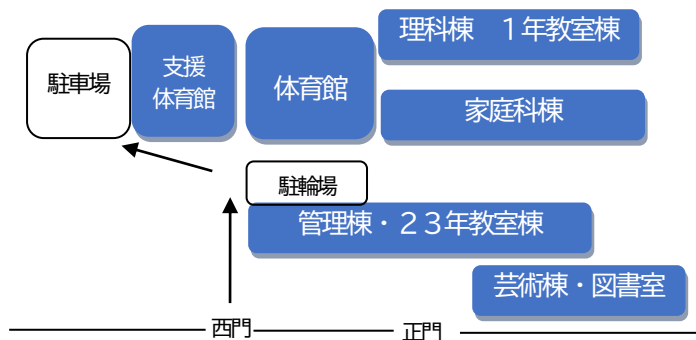 理科棟　１年教室棟
駐車場
支援
体育館
体育館
家庭科棟
駐輪場
管理棟・２３年教室棟
芸術棟・図書室
西門
正門